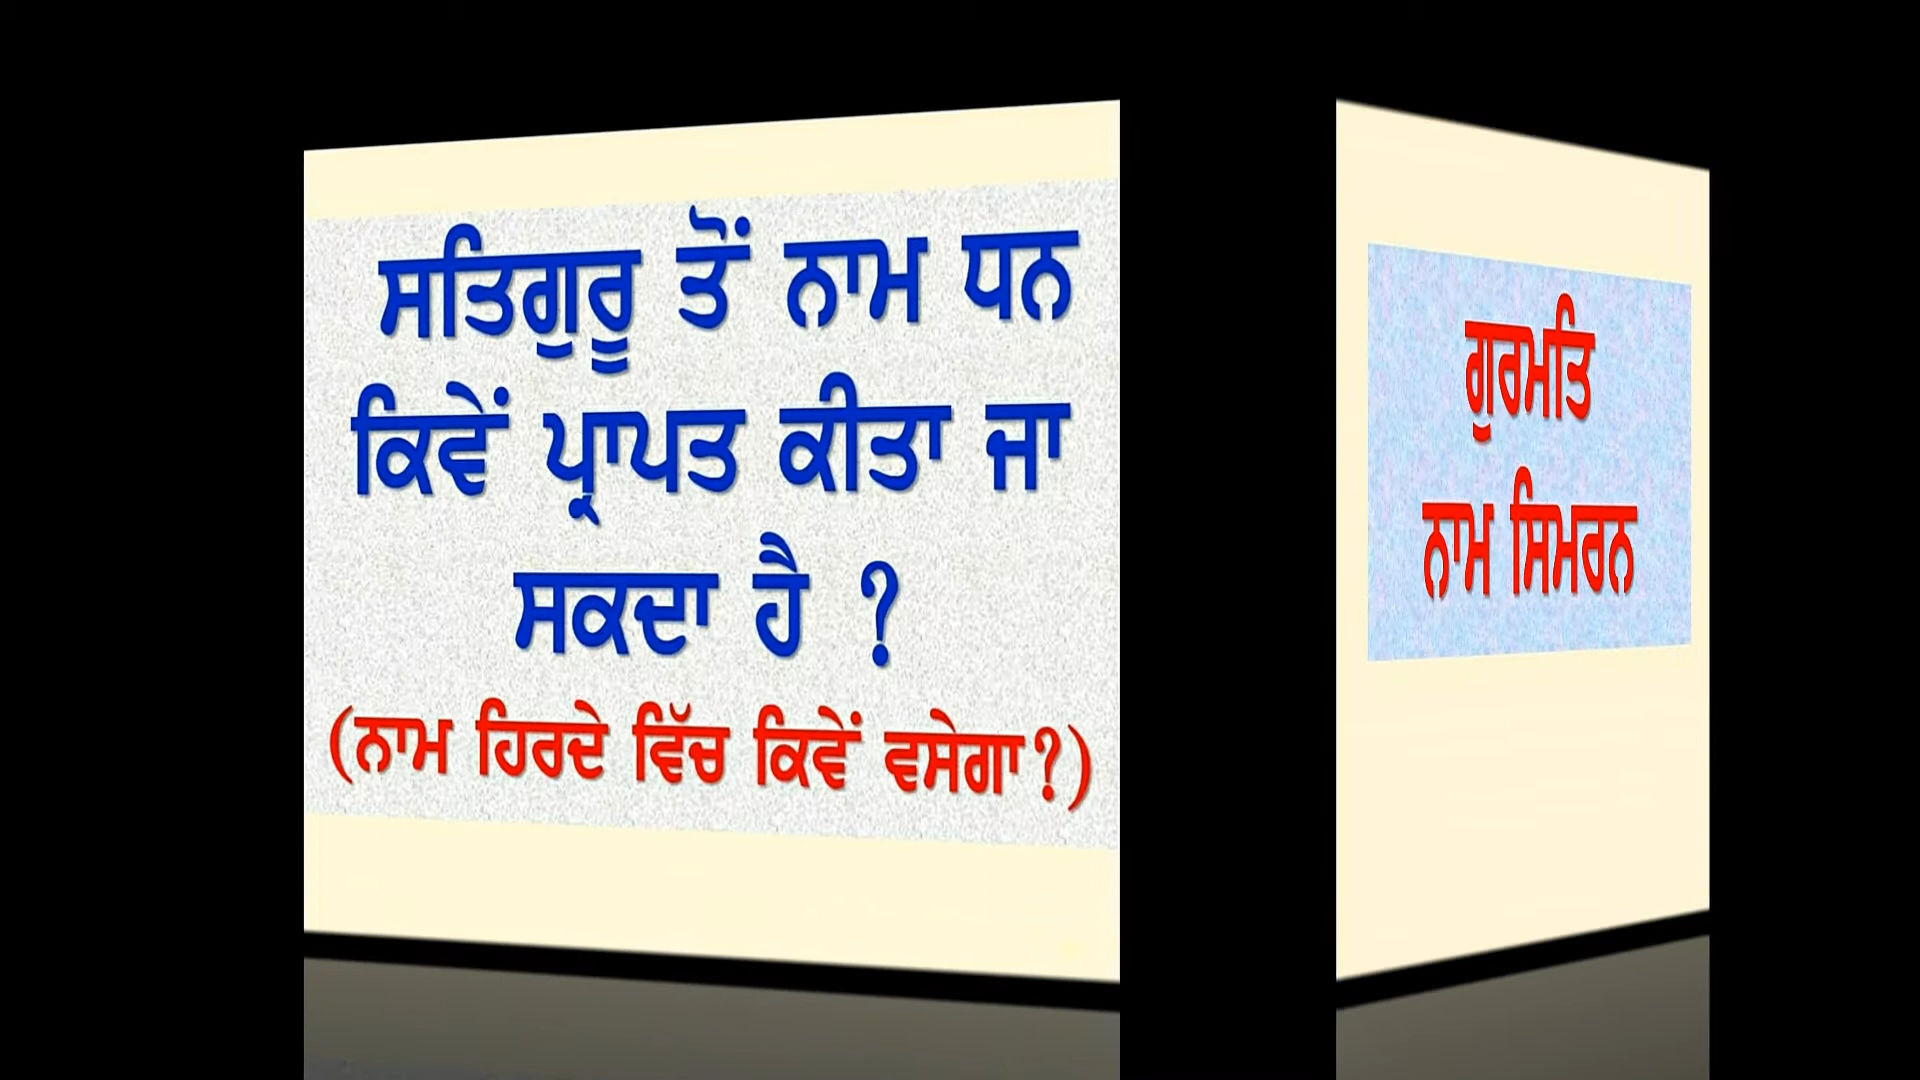 ਸਤਿਗੁਰੂ ਤੋਂ ਨਾਮ ਧਨ
ਕਿਵੇਂ ਪ੍ਰਾਪਤ ਕੀਤਾ ਜਾ
ਸਕਦਾ ਹੈ ?
(ਨਾਮ ਹਿਰਦੇ ਵਿੱਚ ਕਿਵੇਂ ਵਸੇਗਾ?)
ਗੁਰਮਤਿ
ਨਾਮ ਸਿਮਰਨ